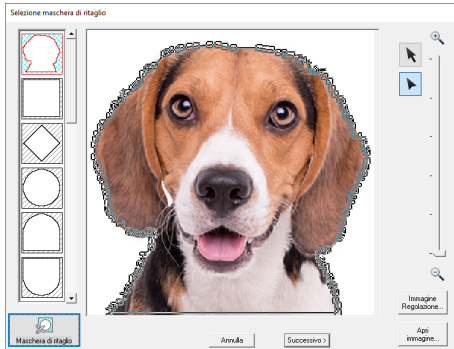 Selezione maschera di ritaglio
Immagine
Regolazione...
Maschera di ritaglio
Annulla
Successivo >
Apri
immagine...